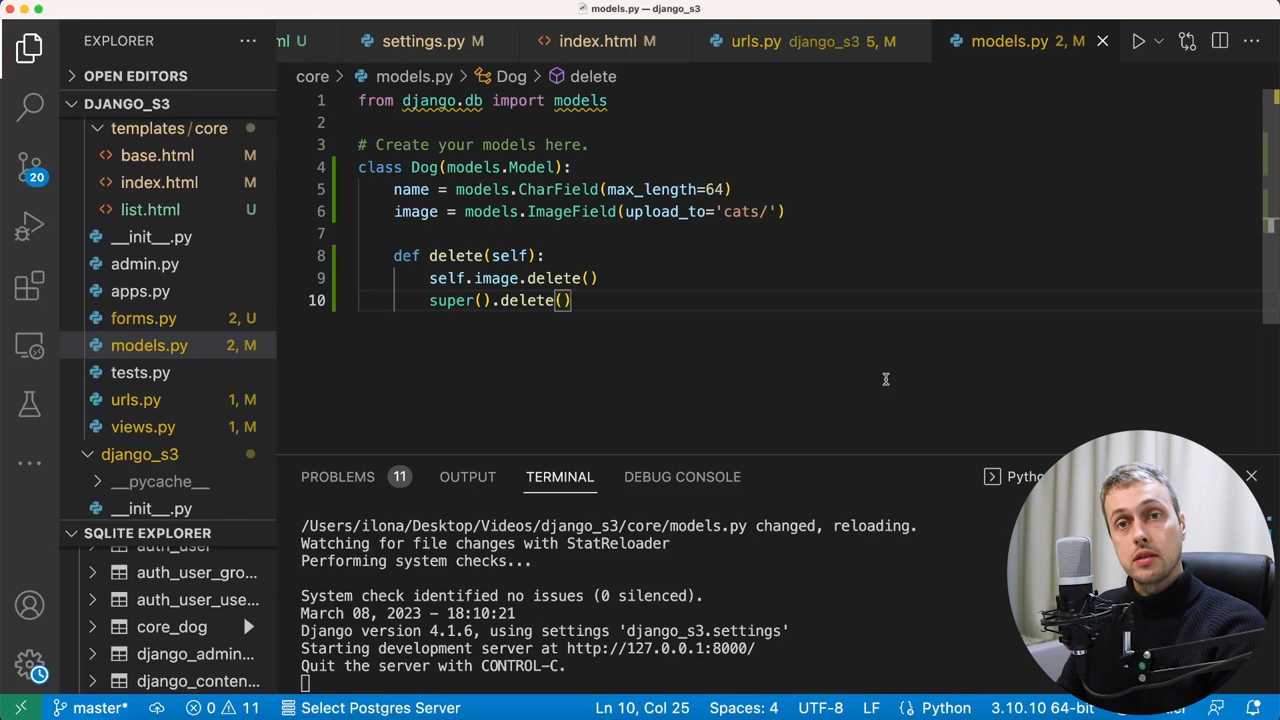 models.py — django_s3
EXPLORER
ml U
settings.py M
index.html M
urls.py django_s3 5, M
models.py 2, M
OPEN EDITORS
DJANGO_S3
templates/core
base.html M
index.html M
list.html U
__init__.py
admin.py
apps.py
forms.py 2, U
models.py 2, M
tests.py
urls.py 1, M
views.py 1, M
django_s3
__pycache__
__init__.py
SQLITE EXPLORER
auth_user
auth_user_gro...
auth_user_use...
core_dog
django_admin...
django_conten...
20
core > models.py > Dog > delete
1 from django.db import models
2
3 # Create your models here.
4 class Dog(models.Model):
5 name = models.CharField(max_length=64)
6 image = models.ImageField(upload_to='cats/')
7
8 def delete(self):
9 self.image.delete()
10 super().delete()
PROBLEMS 11 OUTPUT TERMINAL DEBUG CONSOLE
/Users/ilona/Desktop/Videos/django_s3/core/models.py changed, reloading.
Watching for file changes with StatReloader
Performing system checks...
System check identified no issues (0 silenced).
March 08, 2023 - 18:10:21
Django version 4.1.6, using settings 'django_s3.settings'
Starting development server at http://127.0.0.1:8000/
Quit the server with CONTROL-C.
master* 0 11 Select Postgres Server Ln 10, Col 25 Spaces: 4 UTF-8 LF Python 3.10.10 64-bit